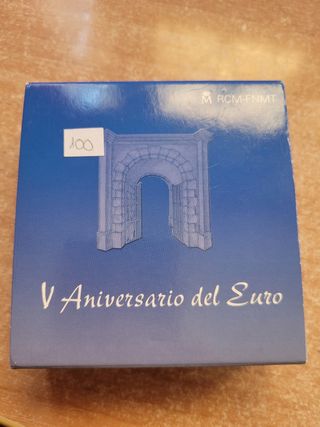 M RCM-FNMT
100
V Aniversario del Euro